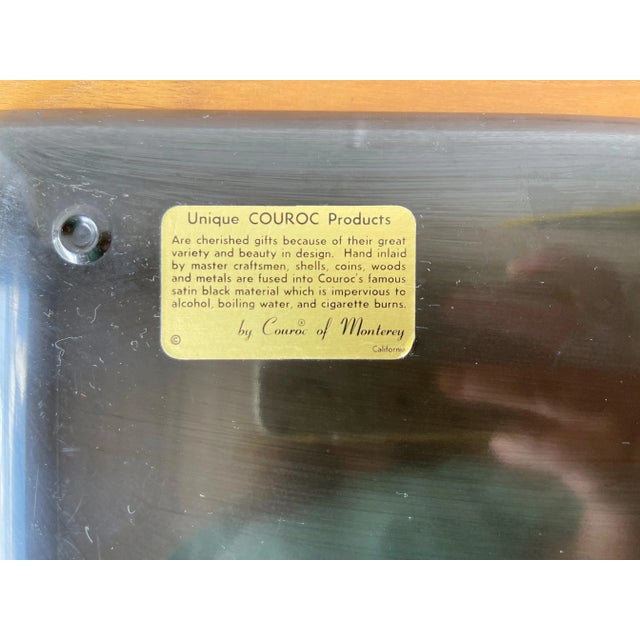 Unique COUROC Products
Are cherished gifts because of their great
variety and beauty in design. Hand inlaid
by master craftsmen, shells, coins, woods
and metals are fused into Couroc's famous
satin black material which is impervious to
alcohol, boiling water, and cigarette burns.
by Couroc® of Monterey
© California